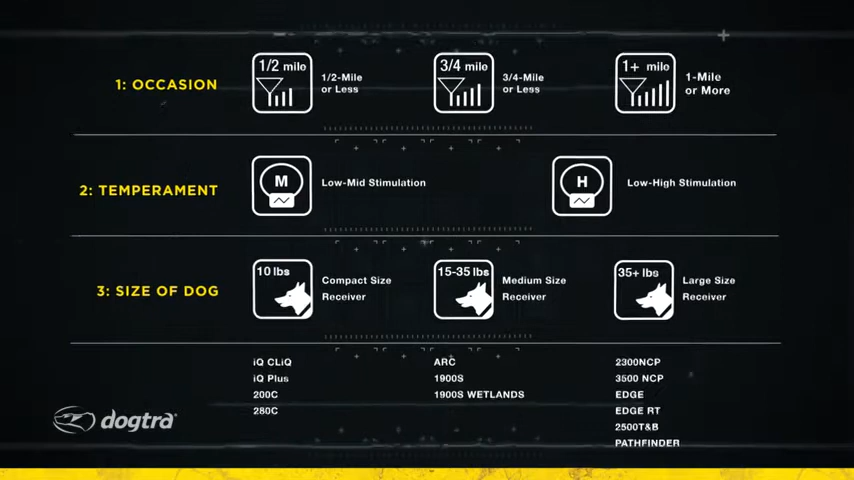 1: OCCASION
1/2 mile
1/2-Mile
or Less
3/4 mile
3/4-Mile
or Less
1+ mile
1-Mile
or More
2: TEMPERAMENT
M
Low-Mid Stimulation
H
Low-High Stimulation
3: SIZE OF DOG
10 lbs
Compact Size
Receiver
15-35 lbs
Medium Size
Receiver
35+ lbs
Large Size
Receiver
iQ CLiQ
iQ Plus
200C
280C
ARC
1900S
1900S WETLANDS
2300NCP
3500 NCP
EDGE
EDGE RT
2500T&B
PATHFINDER
dogtra